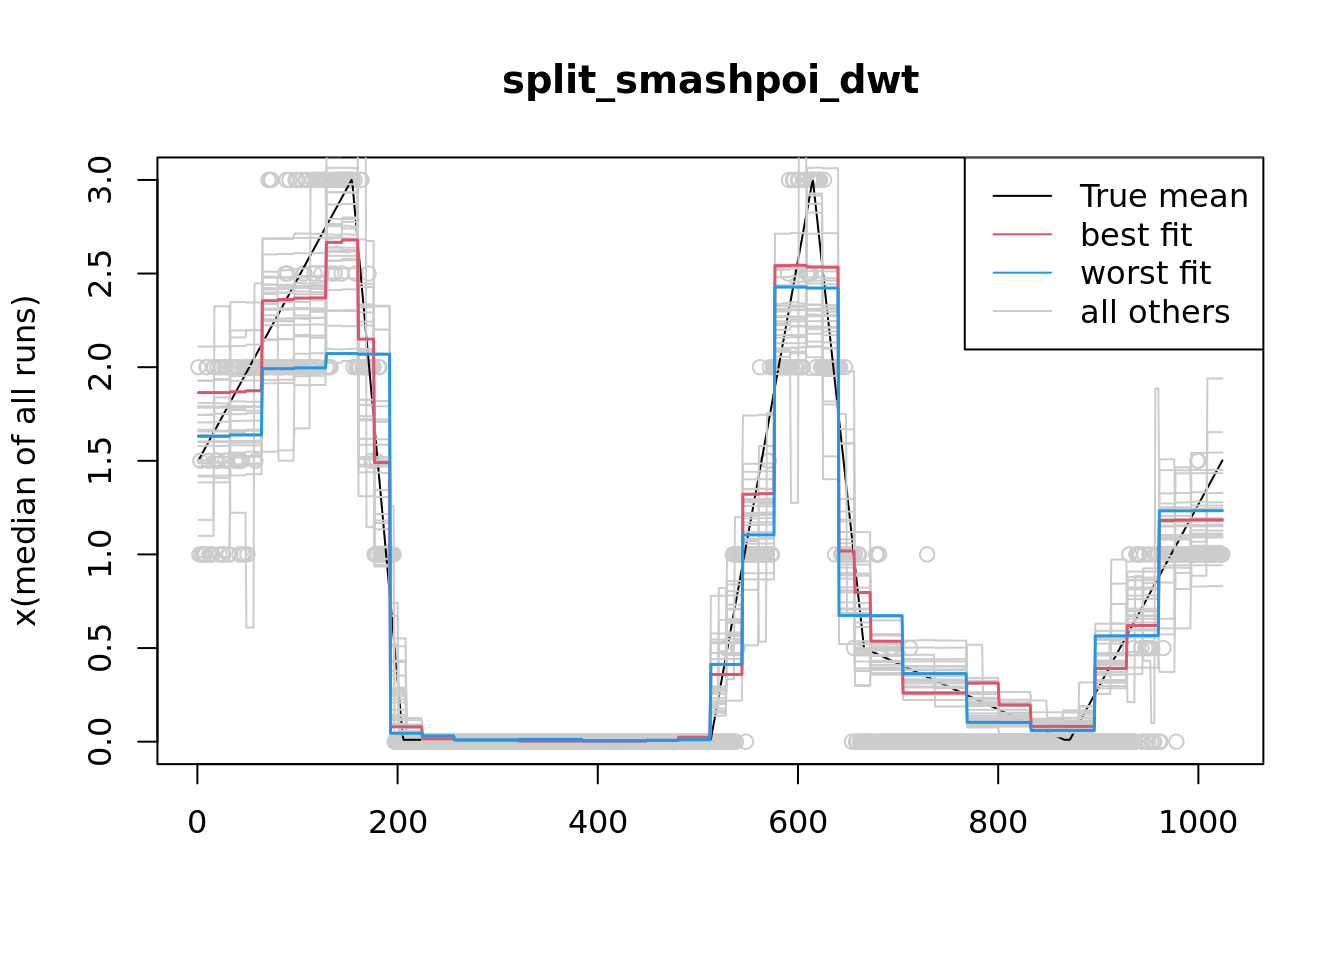 split_smashpoi_dwt
x(median of all runs)
3.0
2.5
2.0
1.5
1.0
0.5
0.0
True mean
best fit
worst fit
all others
0 200 400 600 800 1000